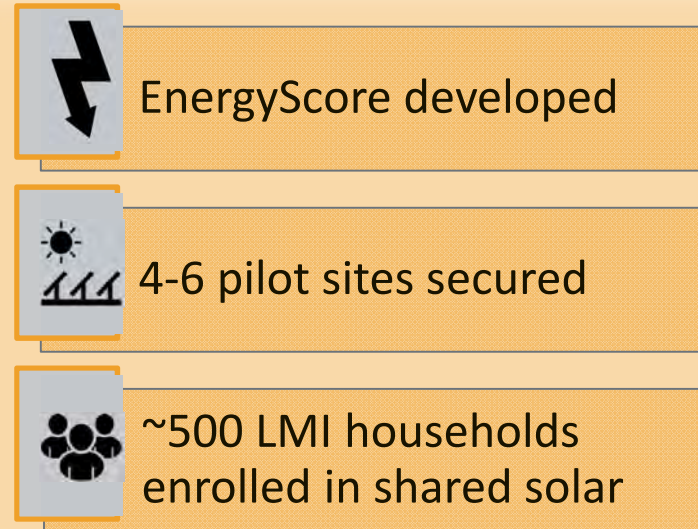 EnergyScore developed
4-6 pilot sites secured
~500 LMI households
enrolled in shared solar